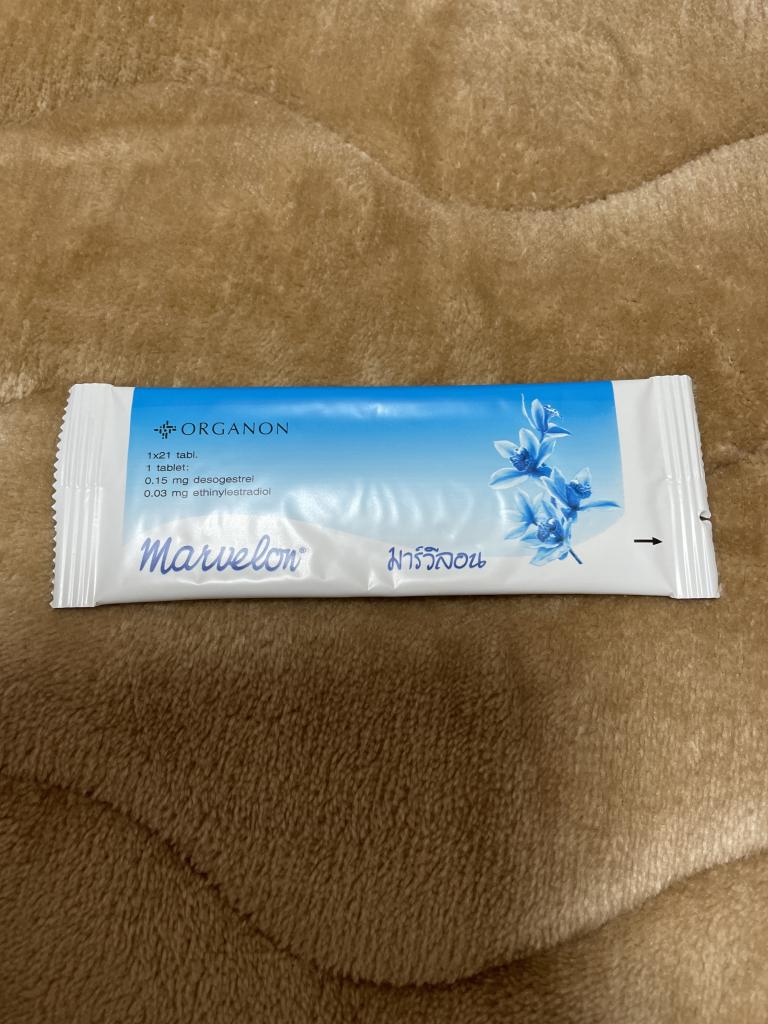 ORGANON
1x21 tabl.
1 tablet:
0.15 mg desogestrel
0.03 mg ethinylestradiol
Marvelon® มาร์วีลอน